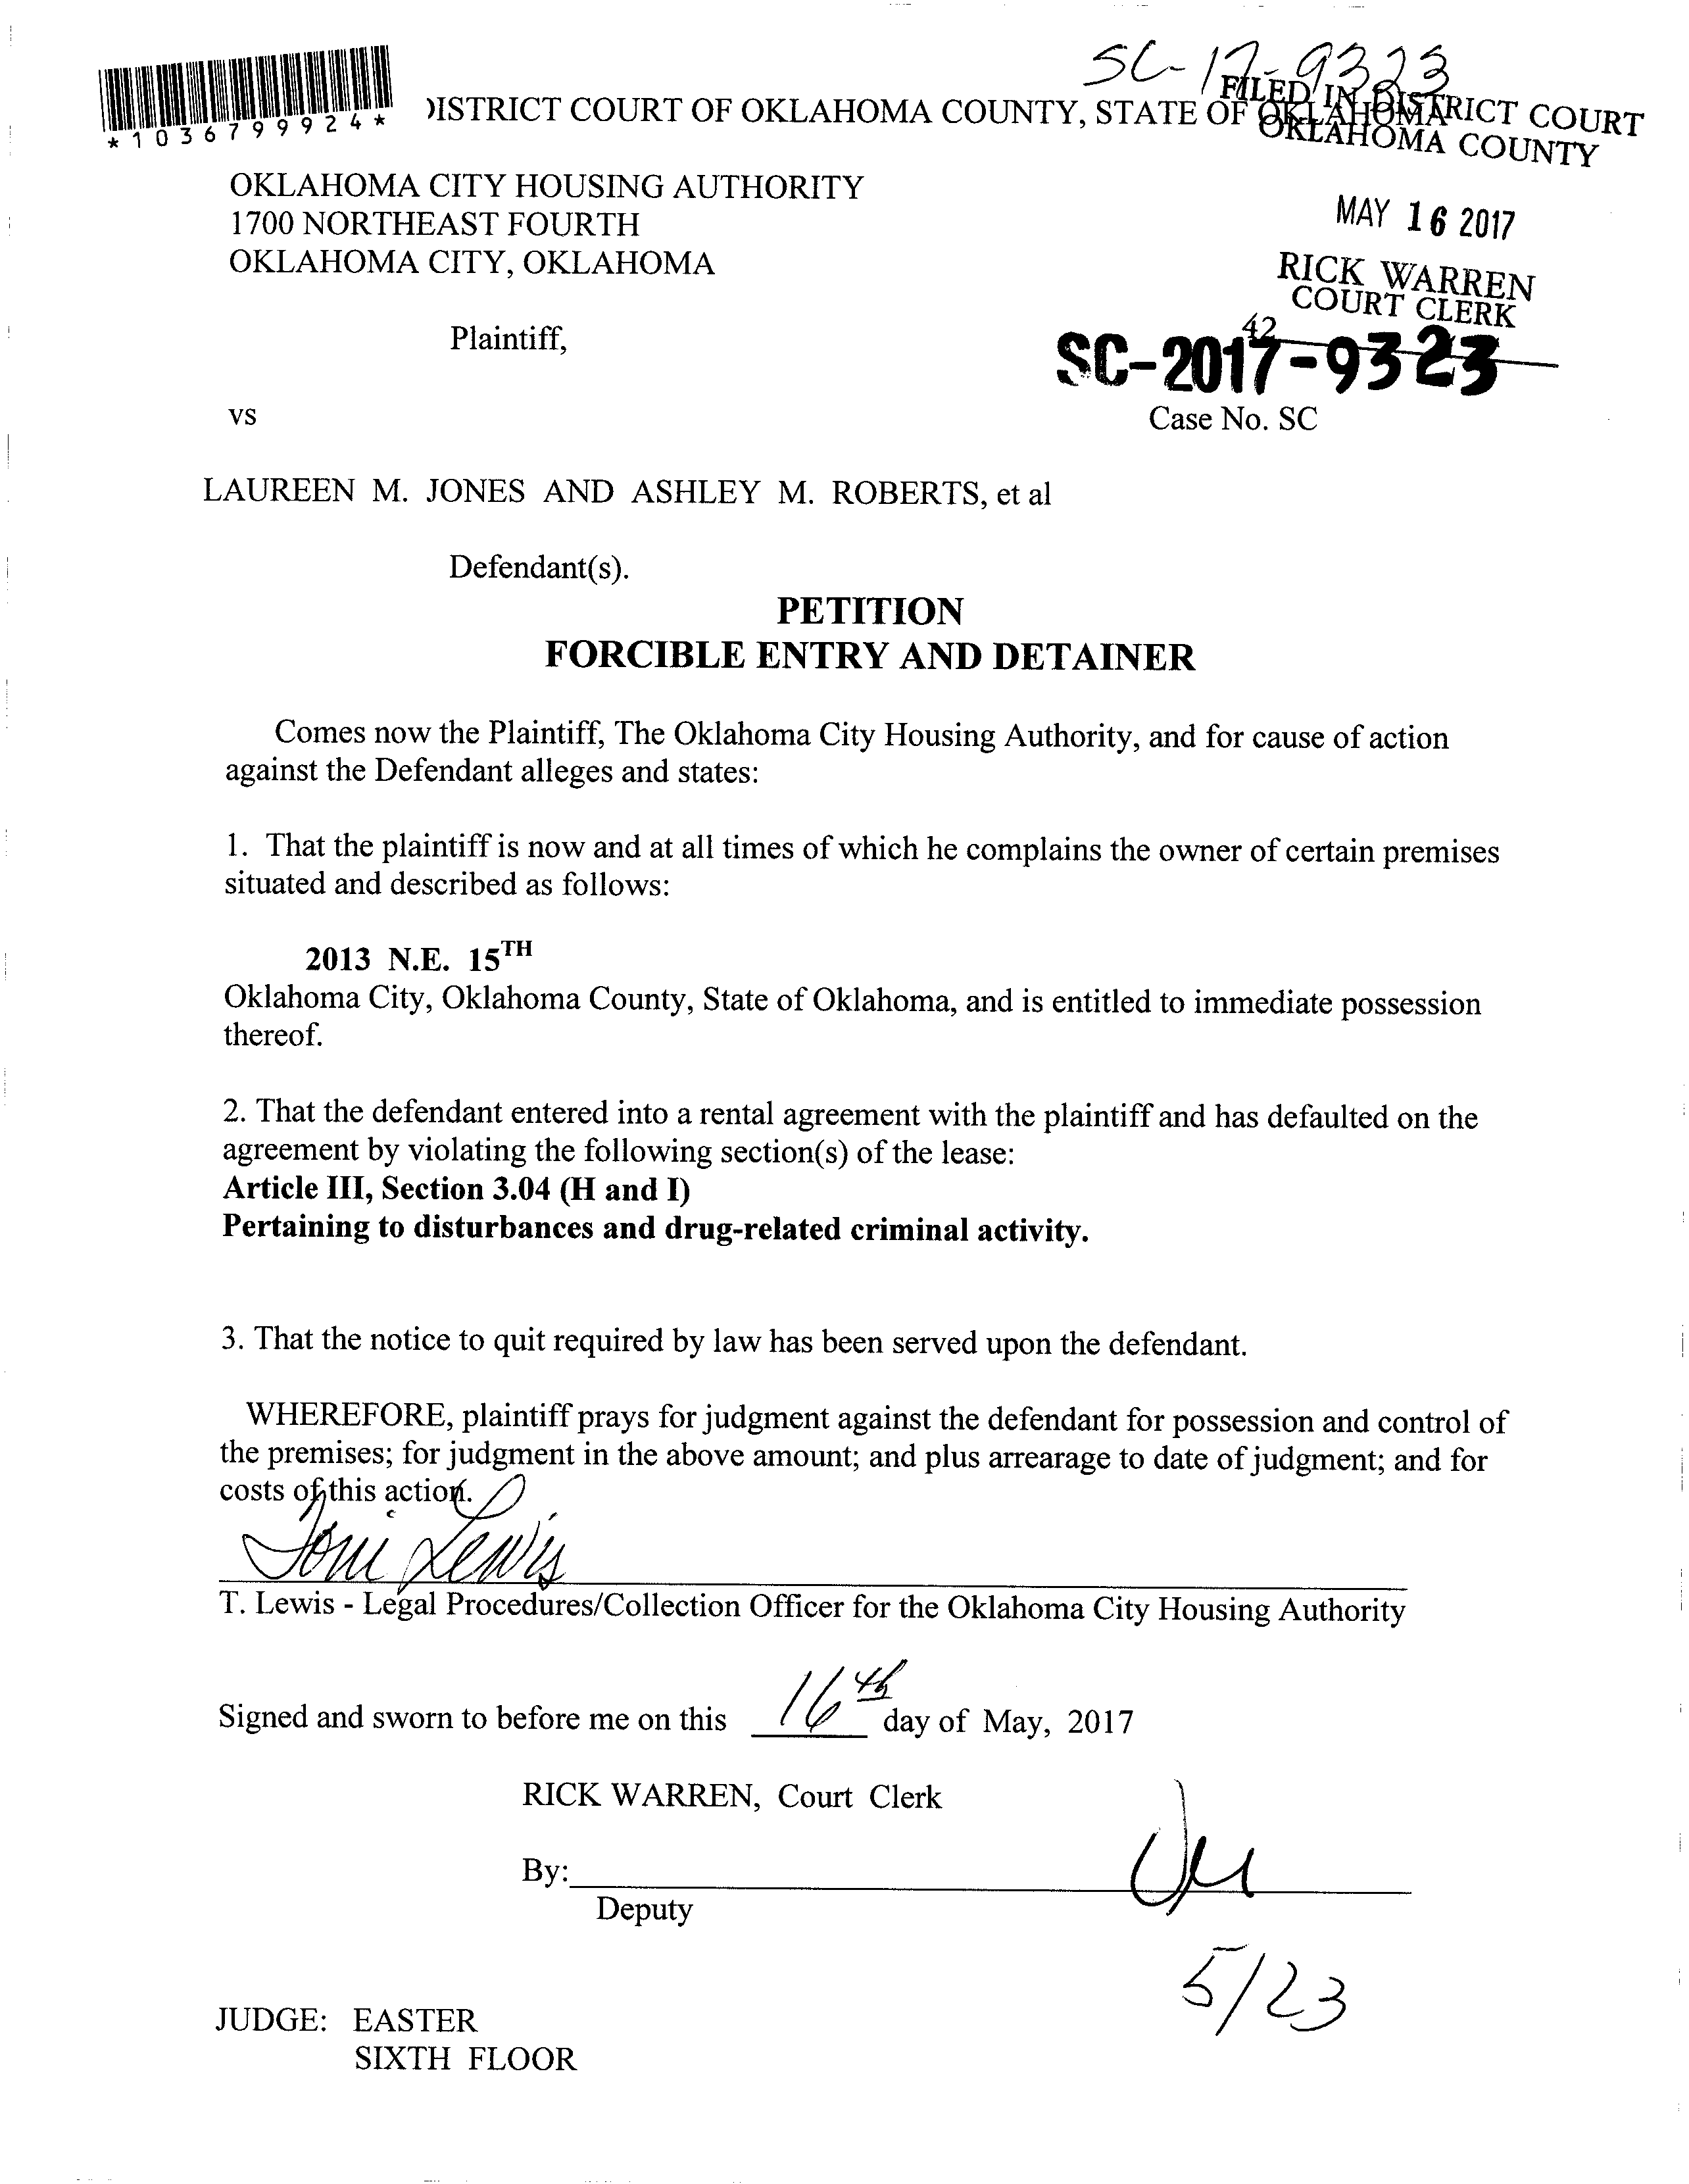 SC-17-9323
FILED IN DISTRICT COURT
*1036799924*
DISTRICT COURT OF OKLAHOMA COUNTY, STATE OF OKLAHOMA
OKLAHOMA COUNTY
OKLAHOMA CITY HOUSING AUTHORITY
1700 NORTHEAST FOURTH
OKLAHOMA CITY, OKLAHOMA
MAY 16 2017
RICK WARREN
COURT CLERK
42
Plaintiff,
SC-2017-9323
vs
Case No. SC
LAUREEN M. JONES AND ASHLEY M. ROBERTS, et al
Defendant(s).
PETITION
FORCIBLE ENTRY AND DETAINER
Comes now the Plaintiff, The Oklahoma City Housing Authority, and for cause of action
against the Defendant alleges and states:
1. That the plaintiff is now and at all times of which he complains the owner of certain premises
situated and described as follows:
2013 N.E. 15TH
Oklahoma City, Oklahoma County, State of Oklahoma, and is entitled to immediate possession
thereof.
2. That the defendant entered into a rental agreement with the plaintiff and has defaulted on the
agreement by violating the following section(s) of the lease:
Article III, Section 3.04 (H and I)
Pertaining to disturbances and drug-related criminal activity.
3. That the notice to quit required by law has been served upon the defendant.
WHEREFORE, plaintiff prays for judgment against the defendant for possession and control of
the premises; for judgment in the above amount; and plus arrearage to date of judgment; and for
costs of this action.
Toni Lewis
T. Lewis - Legal Procedures/Collection Officer for the Oklahoma City Housing Authority
Signed and sworn to before me on this 16th day of May, 2017
RICK WARREN, Court Clerk
By:
Deputy
5/23
JUDGE: EASTER
SIXTH FLOOR